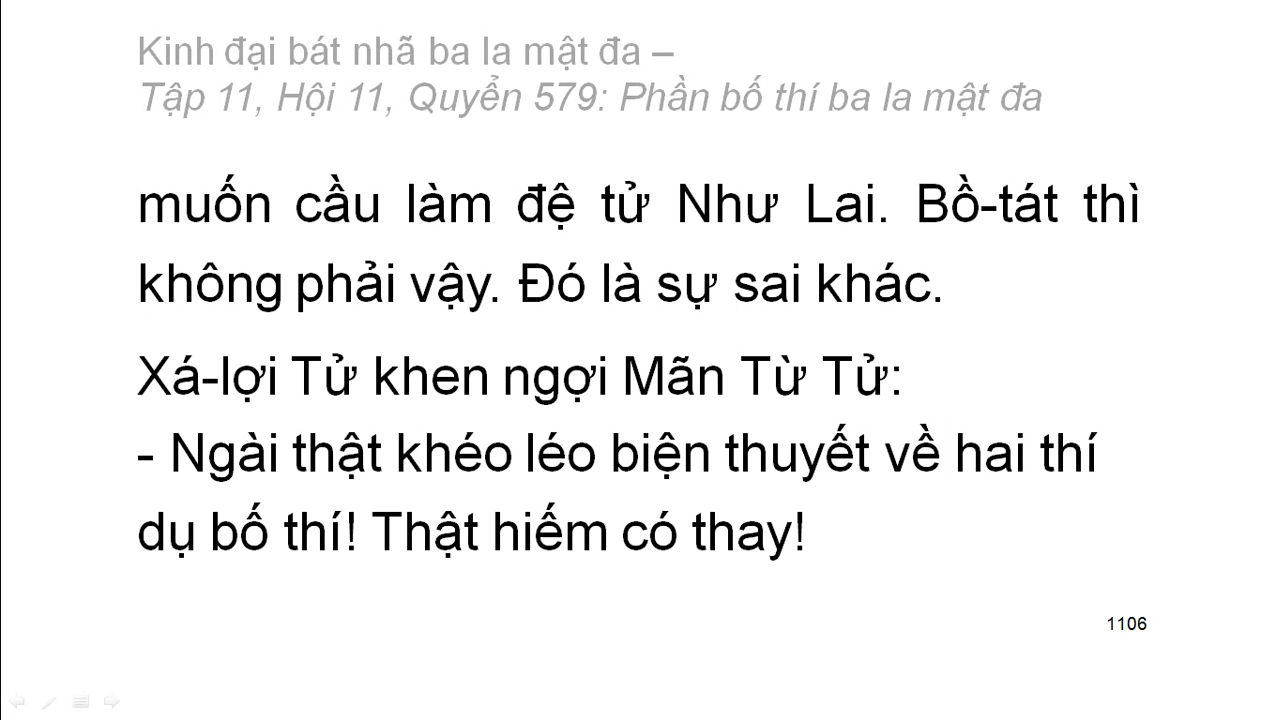 Kinh đại bát nhã ba la mật đa –
Tập 11, Hội 11, Quyển 579: Phần bố thí ba la mật đa
muốn cầu làm đệ tử Như Lai. Bồ-tát thì
không phải vậy. Đó là sự sai khác.
Xá-lợi Tử khen ngợi Mãn Từ Tử:
- Ngài thật khéo léo biện thuyết về hai thí
dụ bố thí! Thật hiếm có thay!
1106